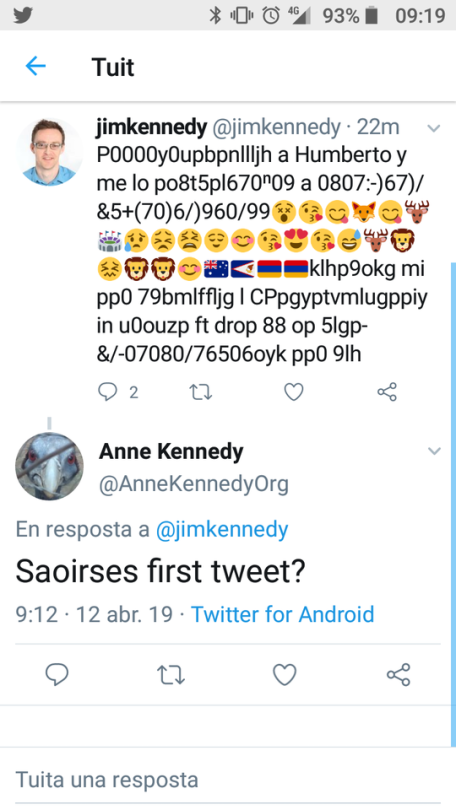 4G 93% 09:19
Tuit
jimkennedy @jimkennedy · 22m
P0000y0upbpnllljh a Humberto y
me lo po8t5pl670ⁿ09 a 0807:-)67)/
&5+(70)6/)960/99😵😘😋🦊😋🦌
🏟️😥😣😫😌😊😘😍😘😅🦌🦁
😖🦁🦁😊🇦🇺🇦🇸🇦🇲🇦🇲klhp9okg mi
pp0 79bmlffljg l CPpgyptvmlugppiy
in u0ouzp ft drop 88 op 5lgp-
&/-07080/76506oyk pp0 9lh
2
Anne Kennedy
@AnneKennedyOrg
En resposta a @jimkennedy
Saoirses first tweet?
9:12 · 12 abr. 19 · Twitter for Android
Tuita una resposta